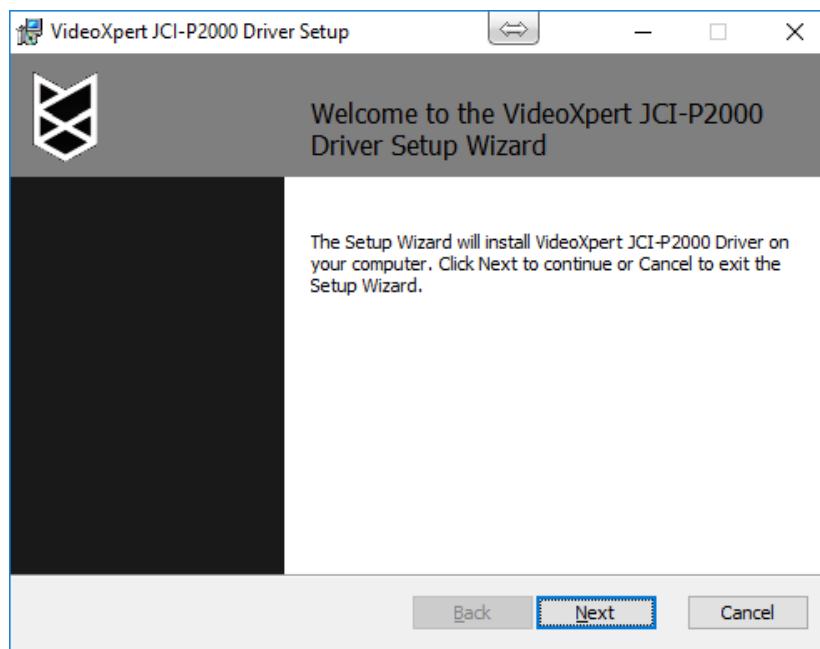 VideoXpert JCI-P2000 Driver Setup
Welcome to the VideoXpert JCI-P2000
Driver Setup Wizard
The Setup Wizard will install VideoXpert JCI-P2000 Driver on
your computer. Click Next to continue or Cancel to exit the
Setup Wizard.
Back
Next
Cancel